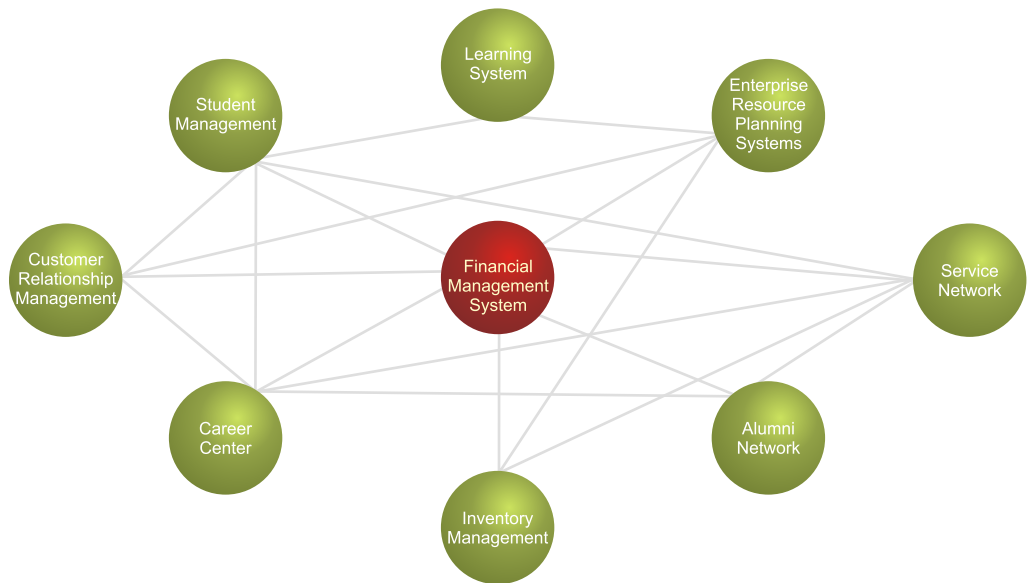 Learning
System
Student
Management
Enterprise
Resource
Planning
Systems
Customer
Relationship
Management
Financial
Management
System
Service
Network
Career
Center
Alumni
Network
Inventory
Management